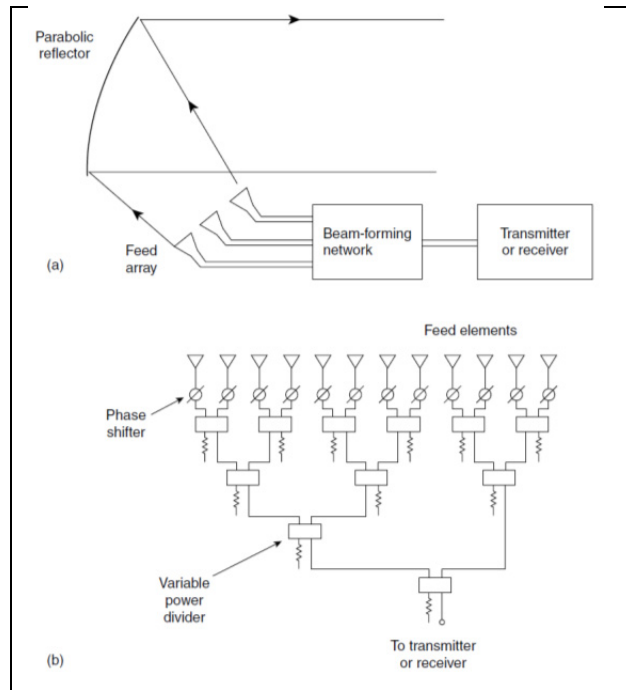 Parabolic
reflector
Feed
array
Beam-forming
network
Transmitter
or receiver
(a)
Feed elements
Phase
shifter
Variable
power
divider
To transmitter
or receiver
(b)